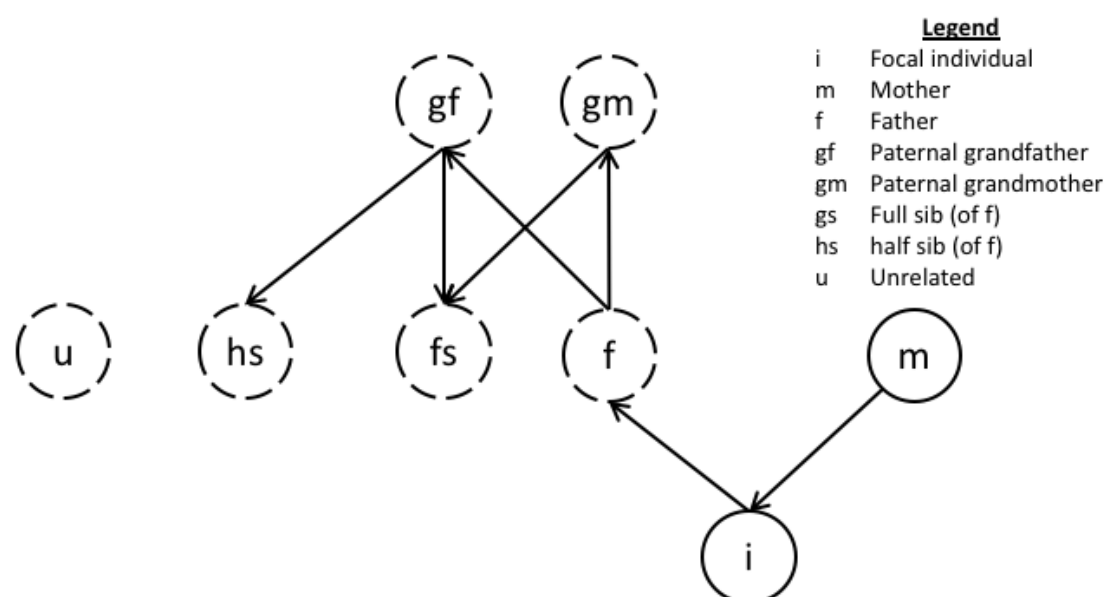 Legend
i Focal individual
m Mother
f Father
gf Paternal grandfather
gm Paternal grandmother
gs Full sib (of f)
hs half sib (of f)
u Unrelated
gf gm
u hs fs f m
i